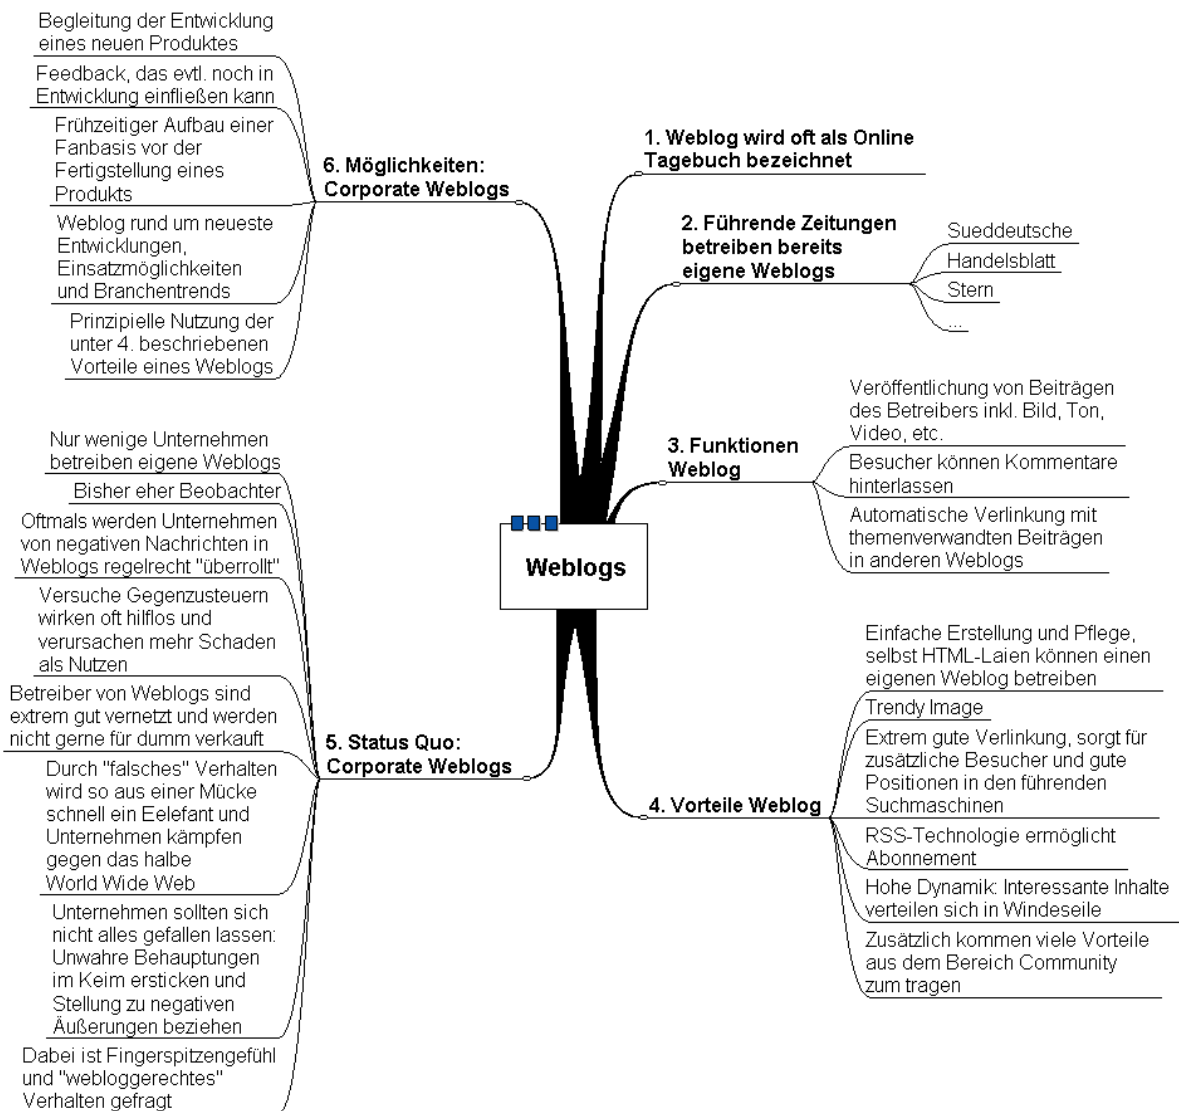 Weblogs
1. Weblog wird oft als Online
Tagebuch bezeichnet
2. Führende Zeitungen
betreiben bereits
eigene Weblogs
Sueddeutsche
Handelsblatt
Stern
...
3. Funktionen
Weblog
Veröffentlichung von Beiträgen
des Betreibers inkl. Bild, Ton,
Video, etc.
Besucher können Kommentare
hinterlassen
Automatische Verlinkung mit
themenverwandten Beiträgen
in anderen Weblogs
4. Vorteile Weblog
Einfache Erstellung und Pflege,
selbst HTML-Laien können einen
eigenen Weblog betreiben
Trendy Image
Extrem gute Verlinkung, sorgt für
zusätzliche Besucher und gute
Positionen in den führenden
Suchmaschinen
RSS-Technologie ermöglicht
Abonnement
Hohe Dynamik: Interessante Inhalte
verteilen sich in Windeseile
Zusätzlich kommen viele Vorteile
aus dem Bereich Community
zum tragen
5. Status Quo:
Corporate Weblogs
Nur wenige Unternehmen
betreiben eigene Weblogs
Bisher eher Beobachter
Oftmals werden Unternehmen
von negativen Nachrichten in
Weblogs regelrecht "überrollt"
Versuche Gegenzusteuern
wirken oft hilflos und
verursachen mehr Schaden
als Nutzen
Betreiber von Weblogs sind
extrem gut vernetzt und werden
nicht gerne für dumm verkauft
Durch "falsches" Verhalten
wird so aus einer Mücke
schnell ein Eelefant und
Unternehmen kämpfen
gegen das halbe
World Wide Web
Unternehmen sollten sich
nicht alles gefallen lassen:
Unwahre Behauptungen
im Keim ersticken und
Stellung zu negativen
Äußerungen beziehen
Dabei ist Fingerspitzengefühl
und "webloggerechtes"
Verhalten gefragt
6. Möglichkeiten:
Corporate Weblogs
Begleitung der Entwicklung
eines neuen Produktes
Feedback, das evtl. noch in
Entwicklung einfließen kann
Frühzeitiger Aufbau einer
Fanbasis vor der
Fertigstellung eines
Produkts
Weblog rund um neueste
Entwicklungen,
Einsatzmöglichkeiten
und Branchentrends
Prinzipielle Nutzung der
unter 4. beschriebenen
Vorteile eines Weblogs